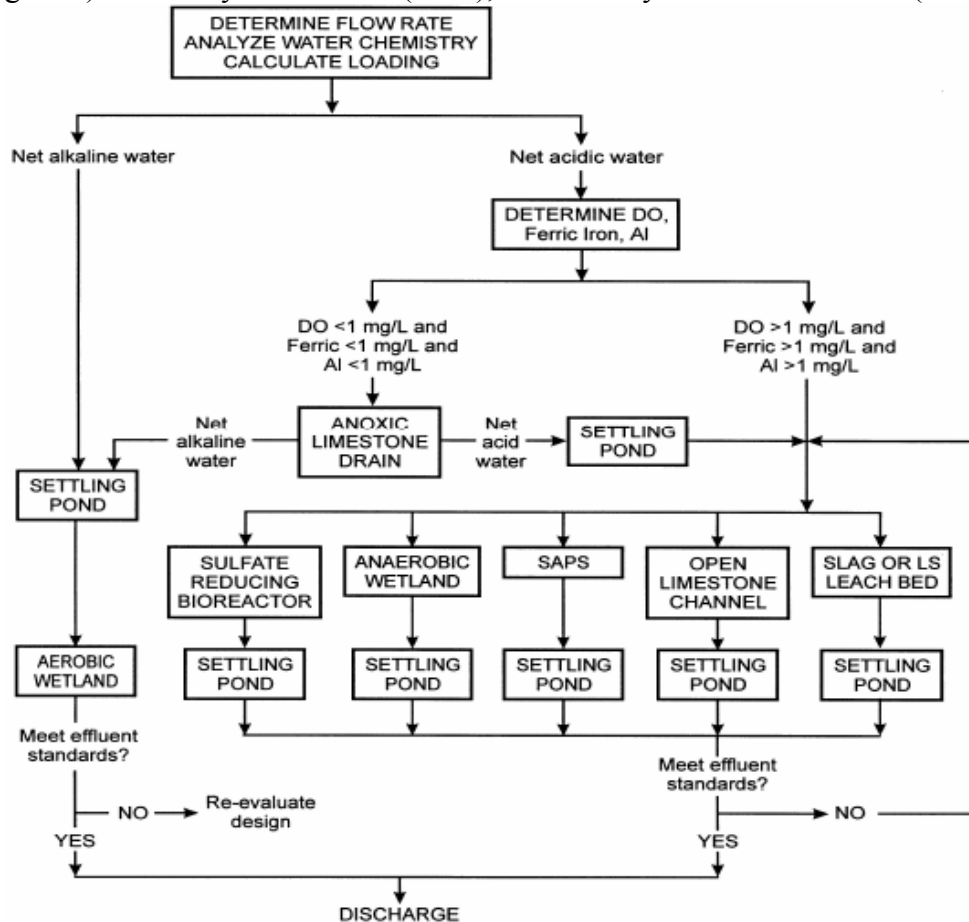 DETERMINE FLOW RATE
ANALYZE WATER CHEMISTRY
CALCULATE LOADING
Net alkaline water
Net acidic water
DETERMINE DO,
Ferric Iron, Al
DO <1 mg/L and
Ferric <1 mg/L and
Al <1 mg/L
DO >1 mg/L and
Ferric >1 mg/L and
Al >1 mg/L
Net
alkaline
water
ANOXIC
LIMESTONE
DRAIN
Net
acid
water
SETTLING
POND
SETTLING
POND
SULFATE
REDUCING
BIOREACTOR
ANAEROBIC
WETLAND
SAPS
OPEN
LIMESTONE
CHANNEL
SLAG OR LS
LEACH BED
AEROBIC
WETLAND
SETTLING
POND
SETTLING
POND
SETTLING
POND
SETTLING
POND
SETTLING
POND
Meet effluent
standards?
Meet effluent
standards?
NO
Re-evaluate
design
NO
YES
YES
DISCHARGE